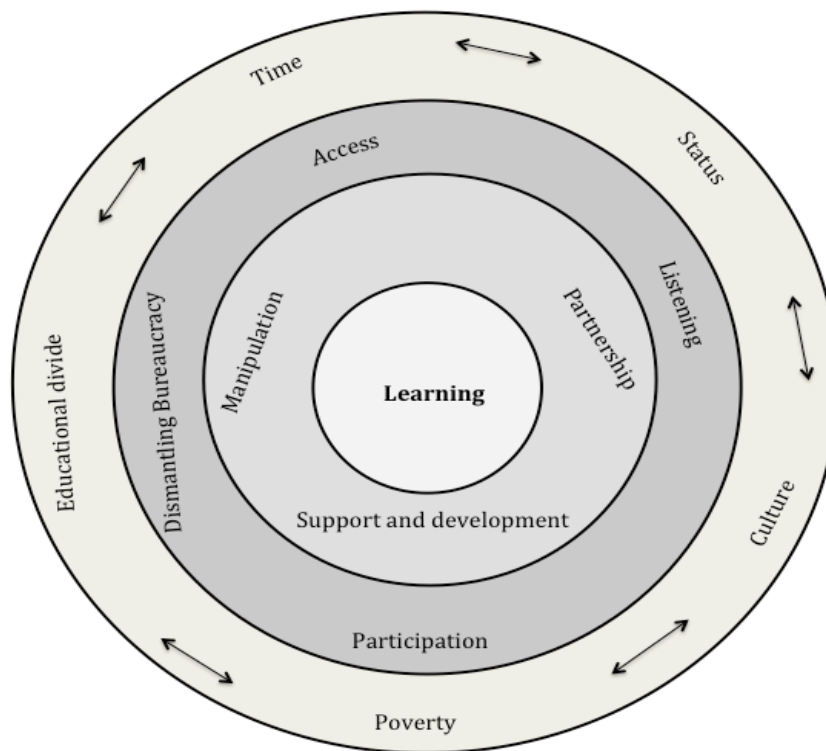 Time
Status
Access
Listening
Manipulation
Partnership
Dismantling Bureaucracy
Educational divide
Learning
Culture
Support and development
Participation
Poverty